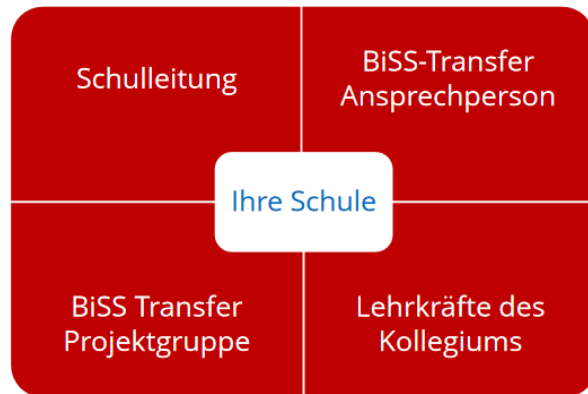 Schulleitung
BiSS-Transfer
Ansprechperson
Ihre Schule
BiSS Transfer
Projektgruppe
Lehrkräfte des
Kollegiums